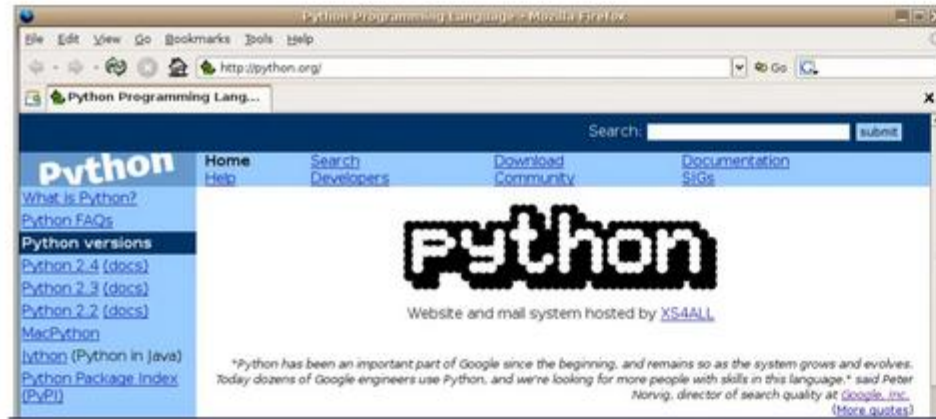 Python Programming Language - Mozilla Firefox
File Edit View Go Bookmarks Tools Help
http://python.org/ Go
Python Programming Lang...
Search: submit
Python
Home Search Download Documentation
Help Developers Community SIGs
What is Python?
Python FAQs
Python versions
Python 2.4 (docs)
Python 2.3 (docs)
Python 2.2 (docs)
MacPython
Jython (Python in Java)
Python Package Index
(PyPI)
python
Website and mail system hosted by XS4ALL
"Python has been an important part of Google since the beginning, and remains so as the system grows and evolves.
Today dozens of Google engineers use Python, and we're looking for more people with skills in this language." said Peter
Norvig, director of search quality at Google, Inc.
(More quotes)